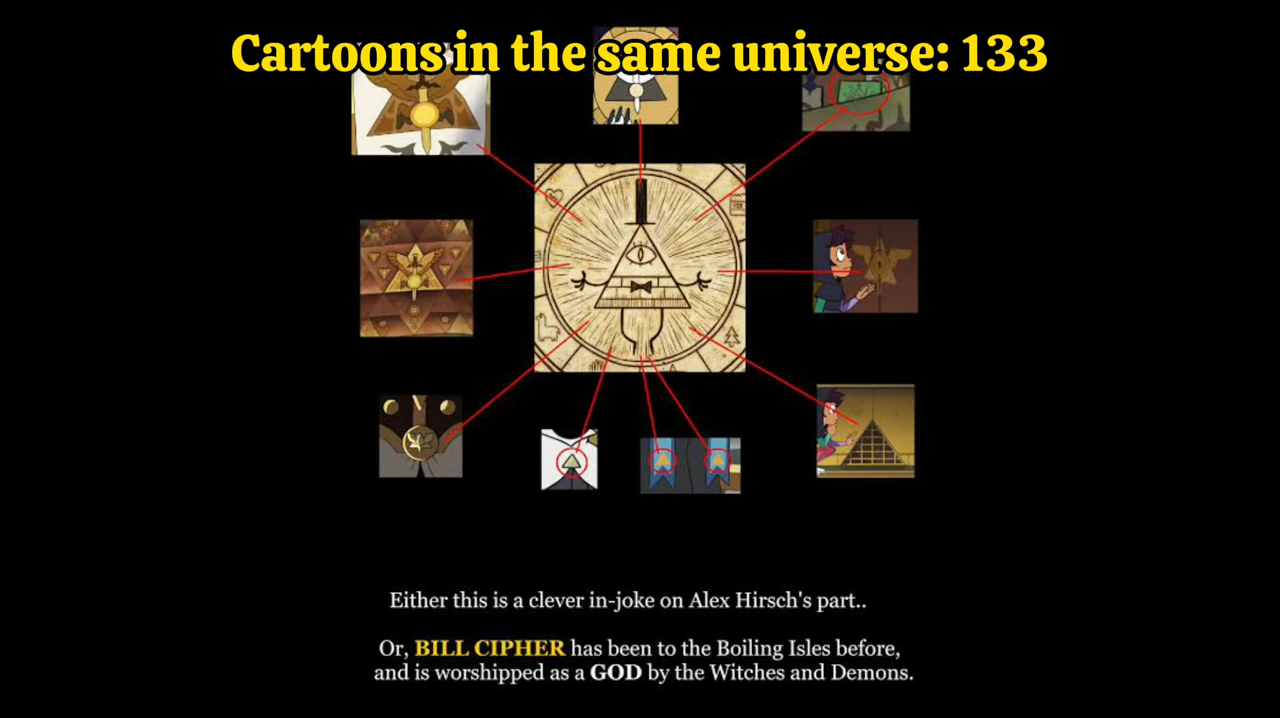 Cartoons in the same universe: 133
Either this is a clever in-joke on Alex Hirsch's part..
Or, BILL CIPHER has been to the Boiling Isles before,
and is worshipped as a GOD by the Witches and Demons.